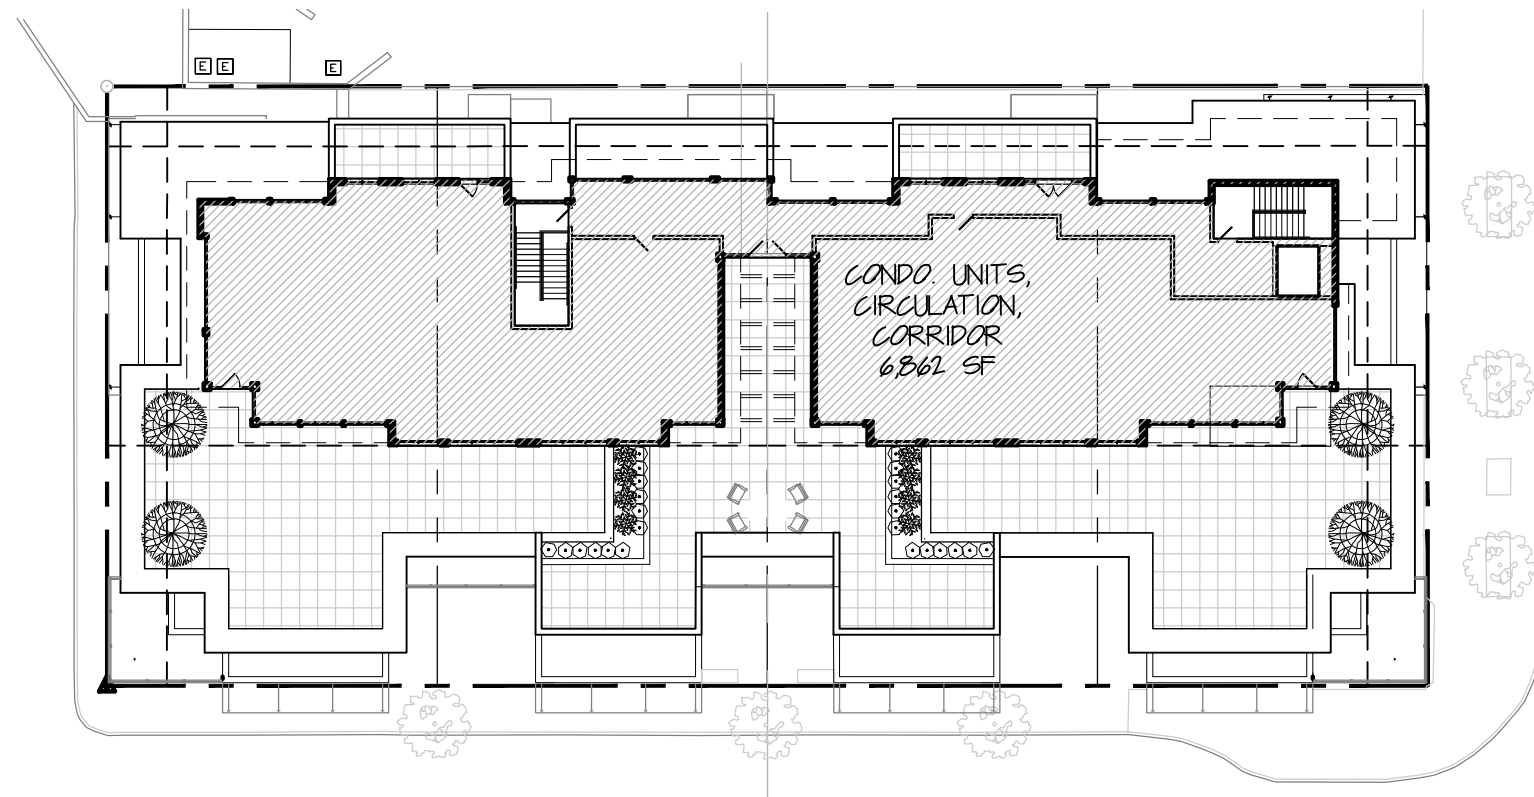 E E E
CONDO. UNITS,
CIRCULATION,
CORRIDOR
6,862 SF